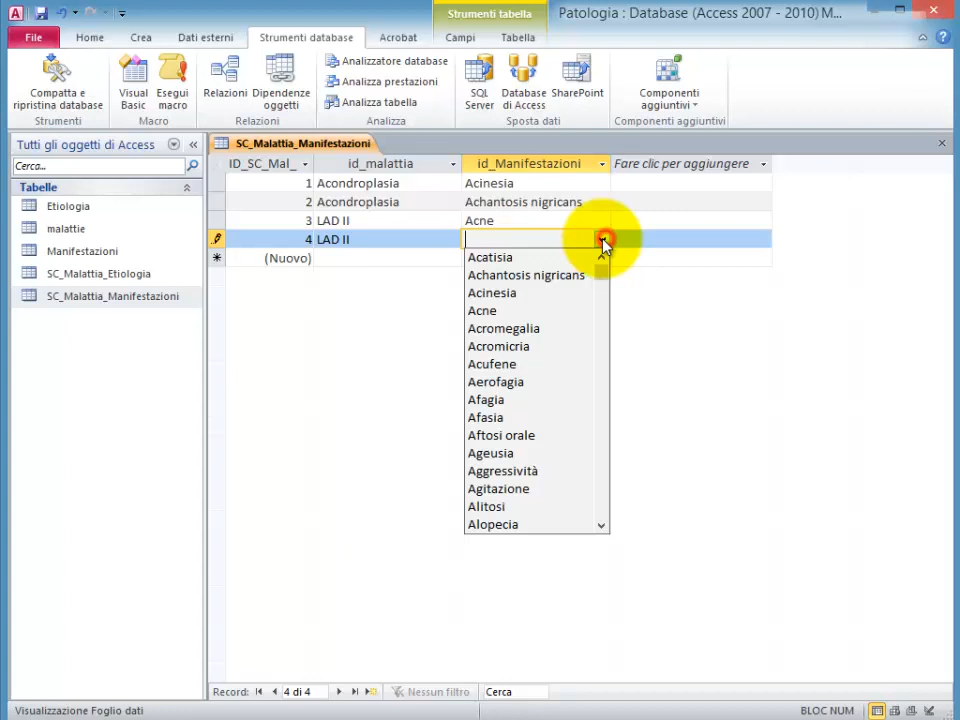 Strumenti tabella
Patologia : Database (Access 2007 - 2010) M...
File
Home
Crea
Dati esterni
Strumenti database
Acrobat
Campi
Tabella
Compatta e
ripristina database
Strumenti
Visual
Basic
Esegui
macro
Macro
Relazioni
Dipendenze
oggetti
Relazioni
Analizzatore database
Analizza prestazioni
Analizza tabella
Analizza
SQL
Server
Database
di Access
SharePoint
Sposta dati
Componenti
aggiuntivi
Componenti aggiuntivi
Tutti gli oggetti di Access
Cerca...
Tabelle
Etiologia
malattie
Manifestazioni
SC_Malattia_Etiologia
SC_Malattia_Manifestazioni
SC_Malattia_Manifestazioni
ID_SC_Mal_ id_malattia id_Manifestazioni Fare clic per aggiungere
1 Acondroplasia Acinesia
2 Acondroplasia Achantosis nigricans
3 LAD II Acne
4 LAD II
(Nuovo)
Acatisia
Achantosis nigricans
Acinesia
Acne
Acromegalia
Acromicria
Acufene
Aerofagia
Afagia
Afasia
Aftosi orale
Ageusia
Aggressività
Agitazione
Alitosi
Alopecia
Record: 4 di 4 Nessun filtro Cerca
Visualizzazione Foglio dati
BLOC NUM